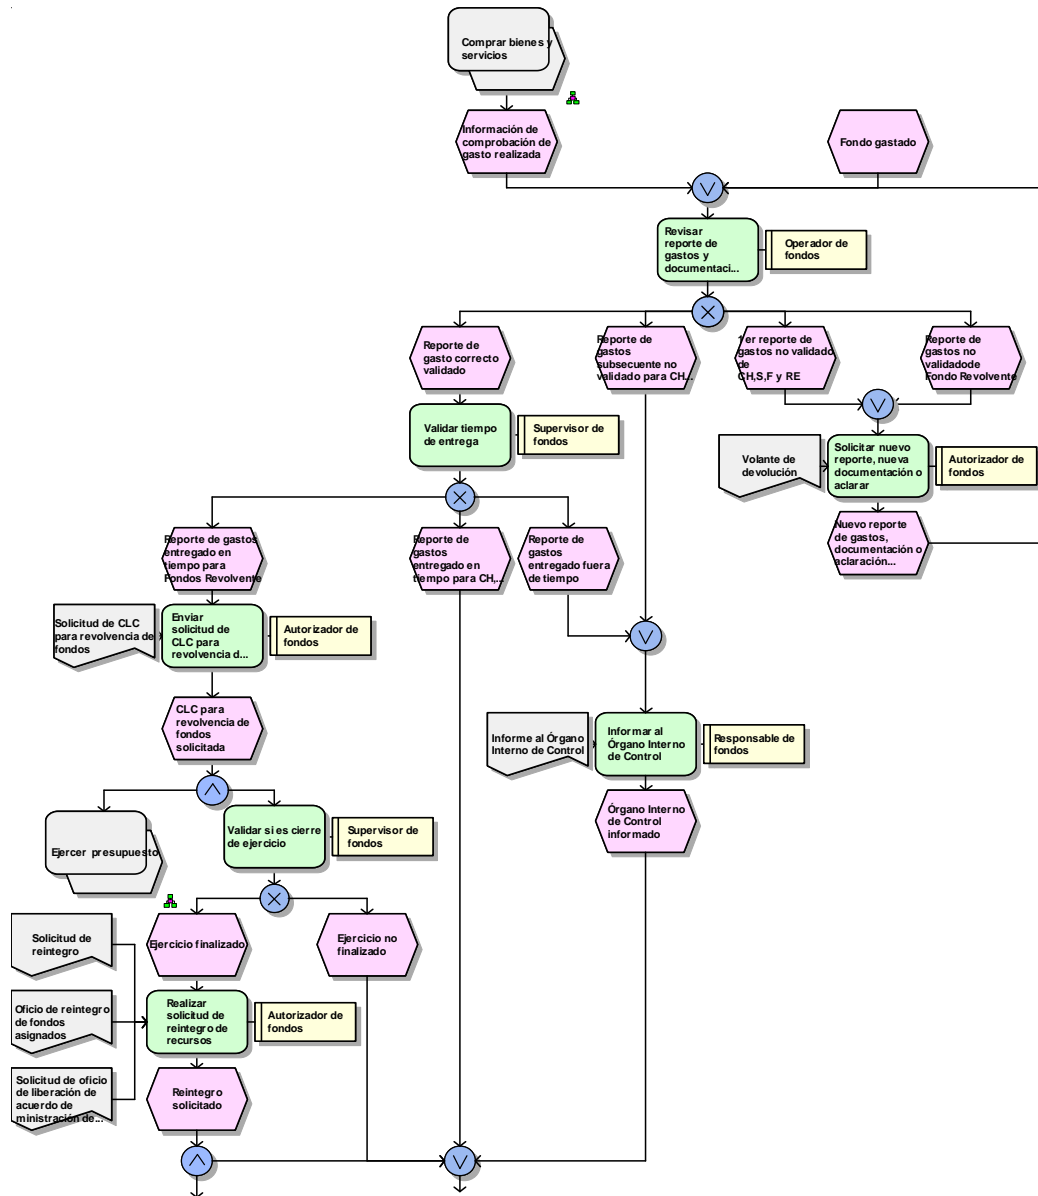 Comprar bienes y
servicios
Información de
comprobación de
gasto realizada
Fondo gastado
Revisar
reporte de
gastos y
documentaci...
Operador de
fondos
Reporte de
gasto correcto
validado
Reporte de
gastos
subsecuente no
validado para CH...
1er reporte de
gastos no validado
de
CH,S,F y RE
Reporte de
gastos no
validadode
Fondo Revolvente
Validar tiempo
de entrega
Supervisor de
fondos
Volante de
devolución
Solicitar nuevo
reporte, nueva
documentación o
aclarar
Autorizador de
fondos
Nuevo reporte
de gastos,
documentación o
aclaración...
Reporte de gastos
entregado en
tiempo para
Fondos Revolvente
Reporte de
gastos
entregado en
tiempo para CH,...
Reporte de
gastos
entregado fuera
de tiempo
Solicitud de CLC
para revolvencia de
fondos
Enviar
solicitud de
CLC para
revolvencia d...
Autorizador de
fondos
CLC para
revolvencia de
fondos
solicitada
Informe al Órgano
Interno de Control
Informar al
Órgano Interno
de Control
Responsable de
fondos
Órgano Interno
de Control
informado
Ejercer presupuesto
Validar si es cierre
de ejercicio
Supervisor de
fondos
Ejercicio finalizado
Ejercicio no
finalizado
Solicitud de
reintegro
Oficio de reintegro
de fondos
asignados
Solicitud de oficio
de liberación de
acuerdo de
ministración de...
Realizar
solicitud de
reintegro de
recursos
Autorizador de
fondos
Reintegro
solicitado